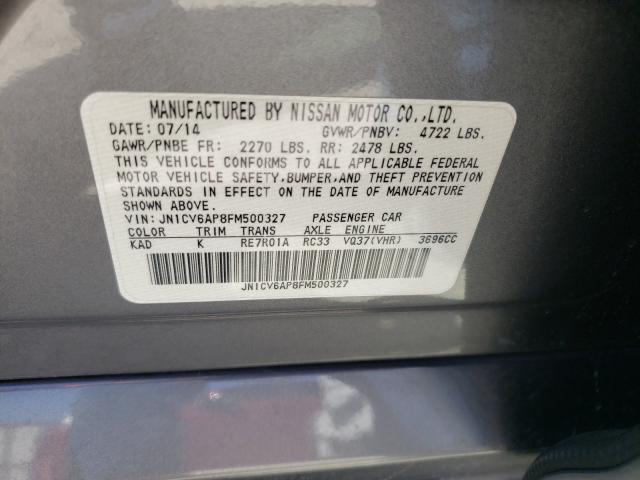 MANUFACTURED BY NISSAN MOTOR CO.,LTD.
DATE: 07/14 GVWR/PNBV: 4722 LBS.
GAWR/PNBE FR: 2270 LBS. RR: 2478 LBS.
THIS VEHICLE CONFORMS TO ALL APPLICABLE FEDERAL
MOTOR VEHICLE SAFETY,BUMPER,AND THEFT PREVENTION
STANDARDS IN EFFECT ON THE DATE OF MANUFACTURE
SHOWN ABOVE.
VIN: JN1CV6AP8FM500327 PASSENGER CAR
COLOR TRIM TRANS AXLE ENGINE
KAD K RE7R01A RC33 VQ37(VHR) 3696CC
JN1CV6AP8FM500327